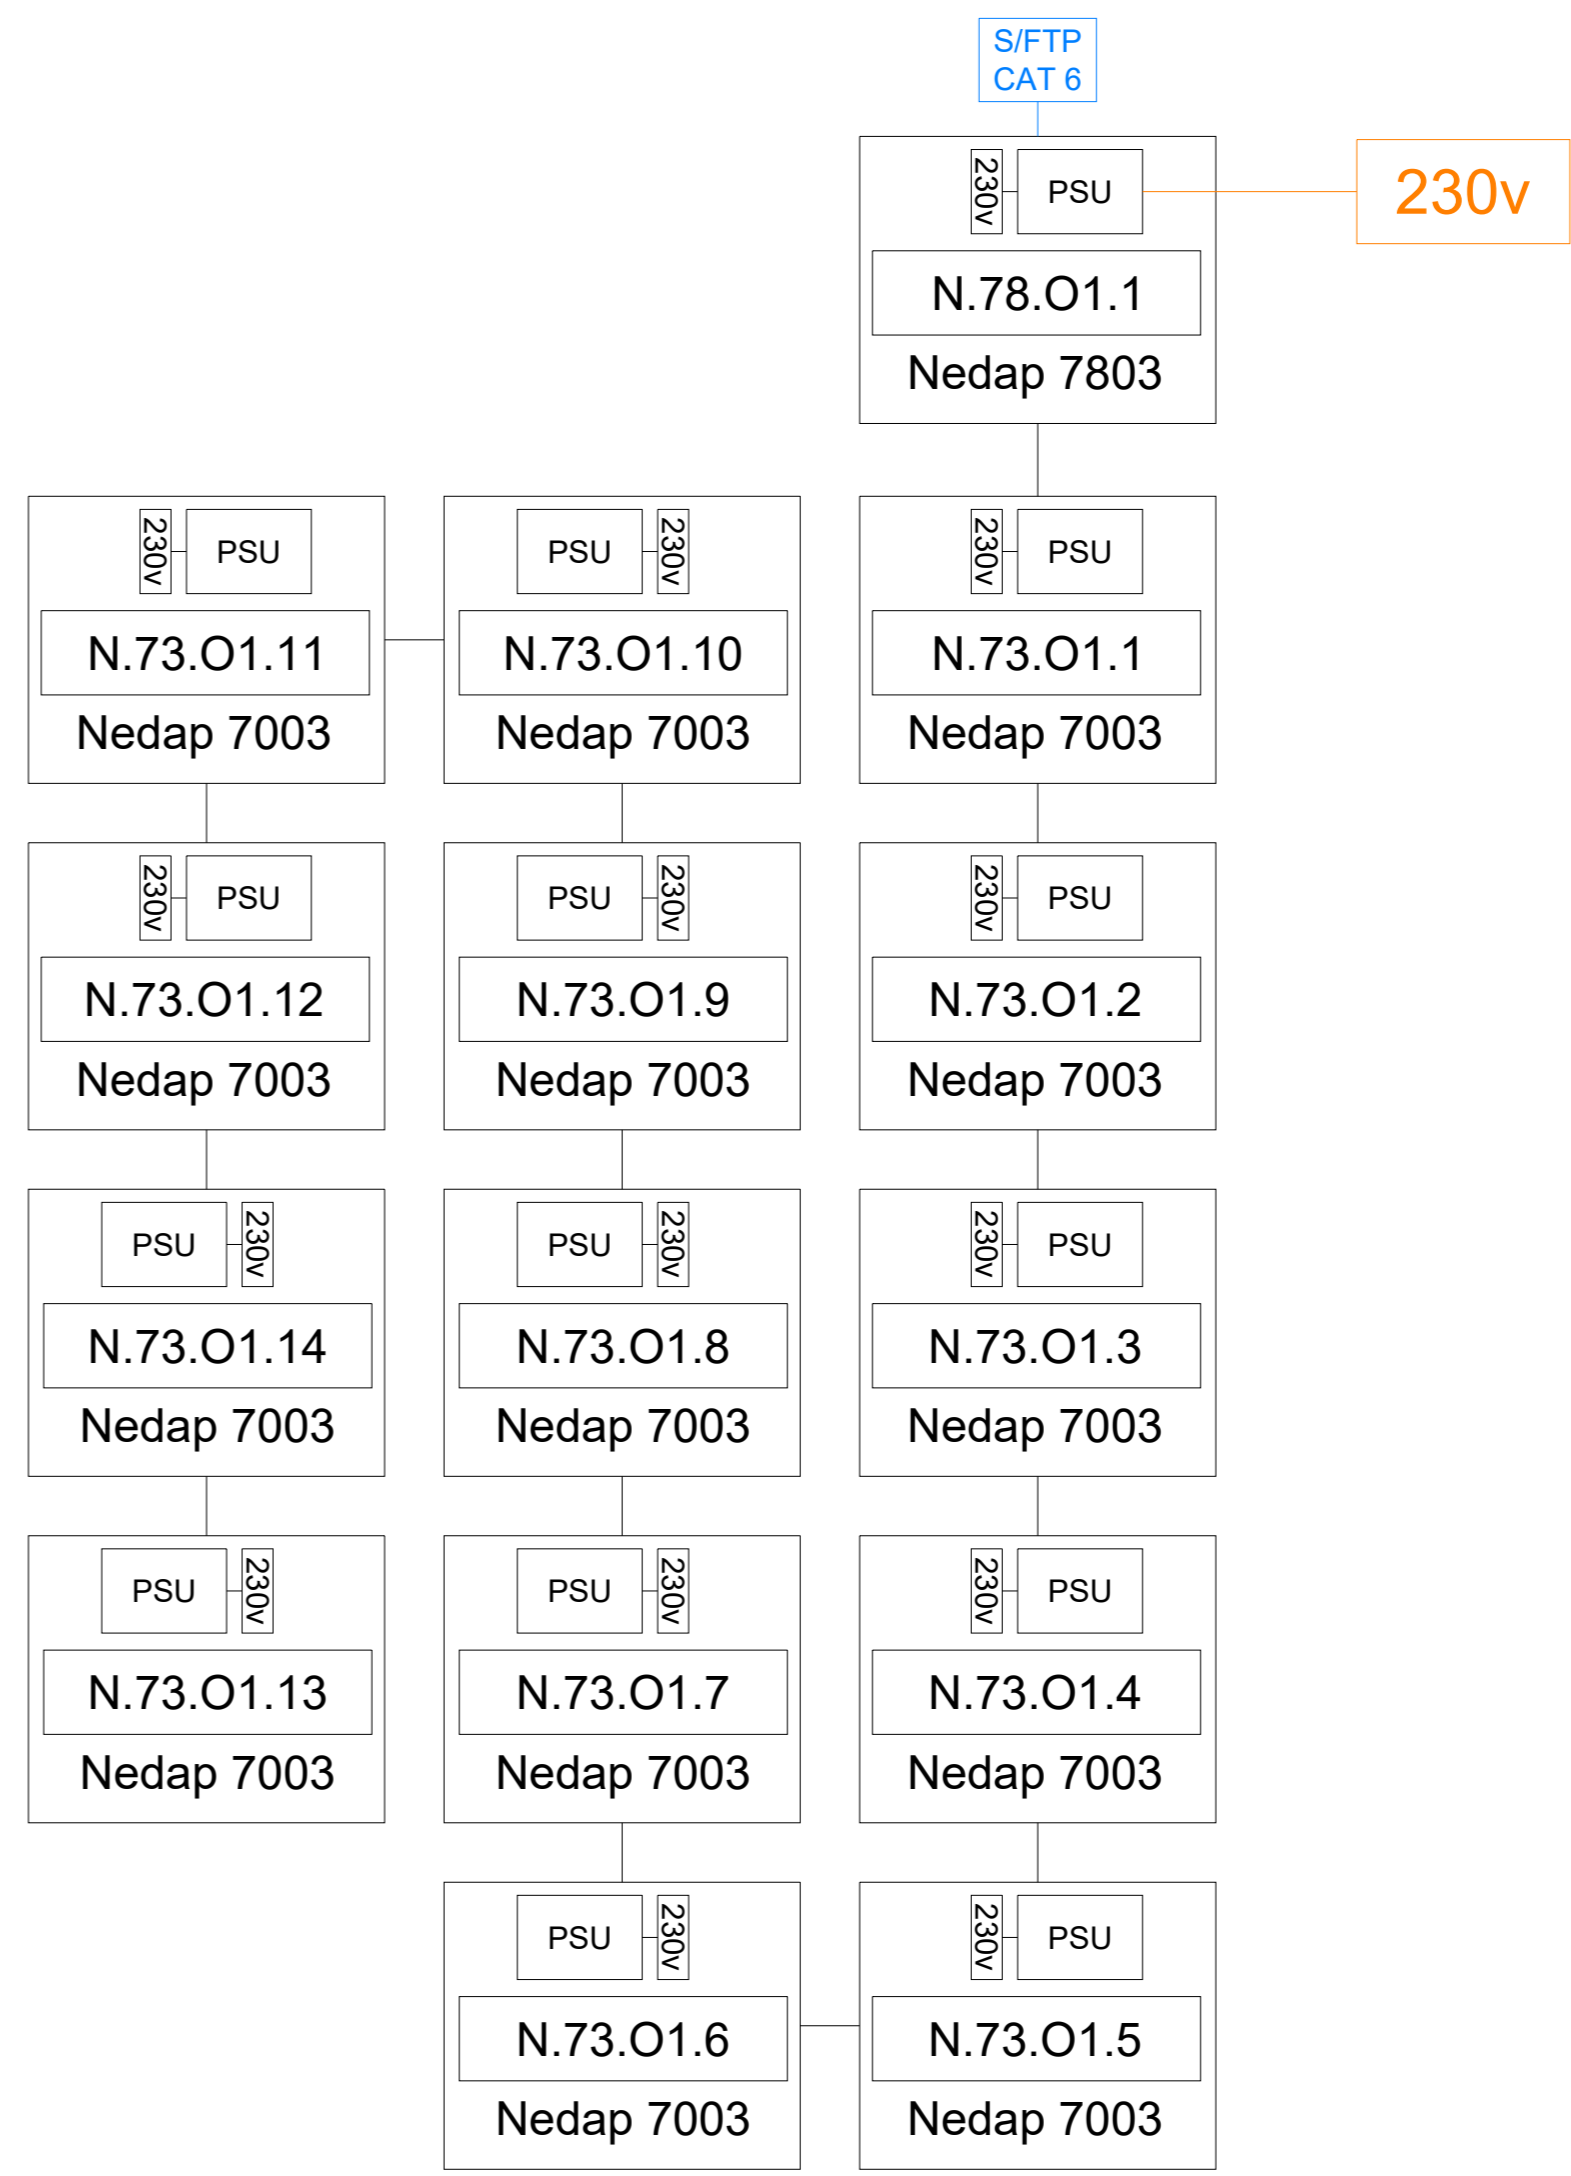 S/FTP
CAT 6
230v
PSU
230v
N.78.O1.1
Nedap 7803
230v
PSU
N.73.O1.11
Nedap 7003
PSU
230v
N.73.O1.10
Nedap 7003
230v
PSU
N.73.O1.1
Nedap 7003
230v
PSU
N.73.O1.12
Nedap 7003
PSU
230v
N.73.O1.9
Nedap 7003
230v
PSU
N.73.O1.2
Nedap 7003
PSU
230v
N.73.O1.14
Nedap 7003
PSU
230v
N.73.O1.8
Nedap 7003
230v
PSU
N.73.O1.3
Nedap 7003
PSU
230v
N.73.O1.13
Nedap 7003
PSU
230v
N.73.O1.7
Nedap 7003
230v
PSU
N.73.O1.4
Nedap 7003
PSU
230v
N.73.O1.6
Nedap 7003
230v
PSU
N.73.O1.5
Nedap 7003